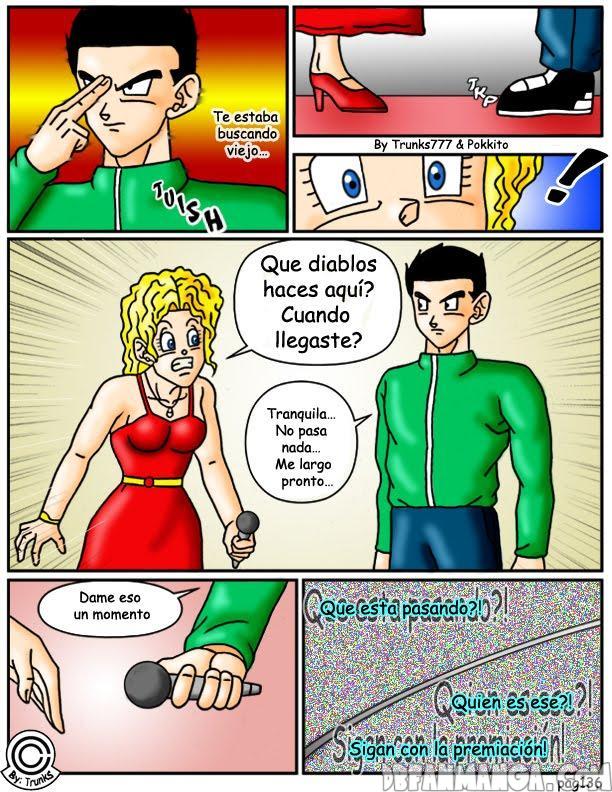 Te estaba
buscando
viejo...
TUISH
TKP
By Trunks777 & Pokkito
!
Que diablos
haces aquí?
Cuando
llegaste?
Tranquila...
No pasa
nada...
Me largo
pronto...
Dame eso
un momento
Que esta pasando?!
Quien es ese?!
Sigan con la premiación!
By: TrunkS
pag136
DBFANMANGA.COM